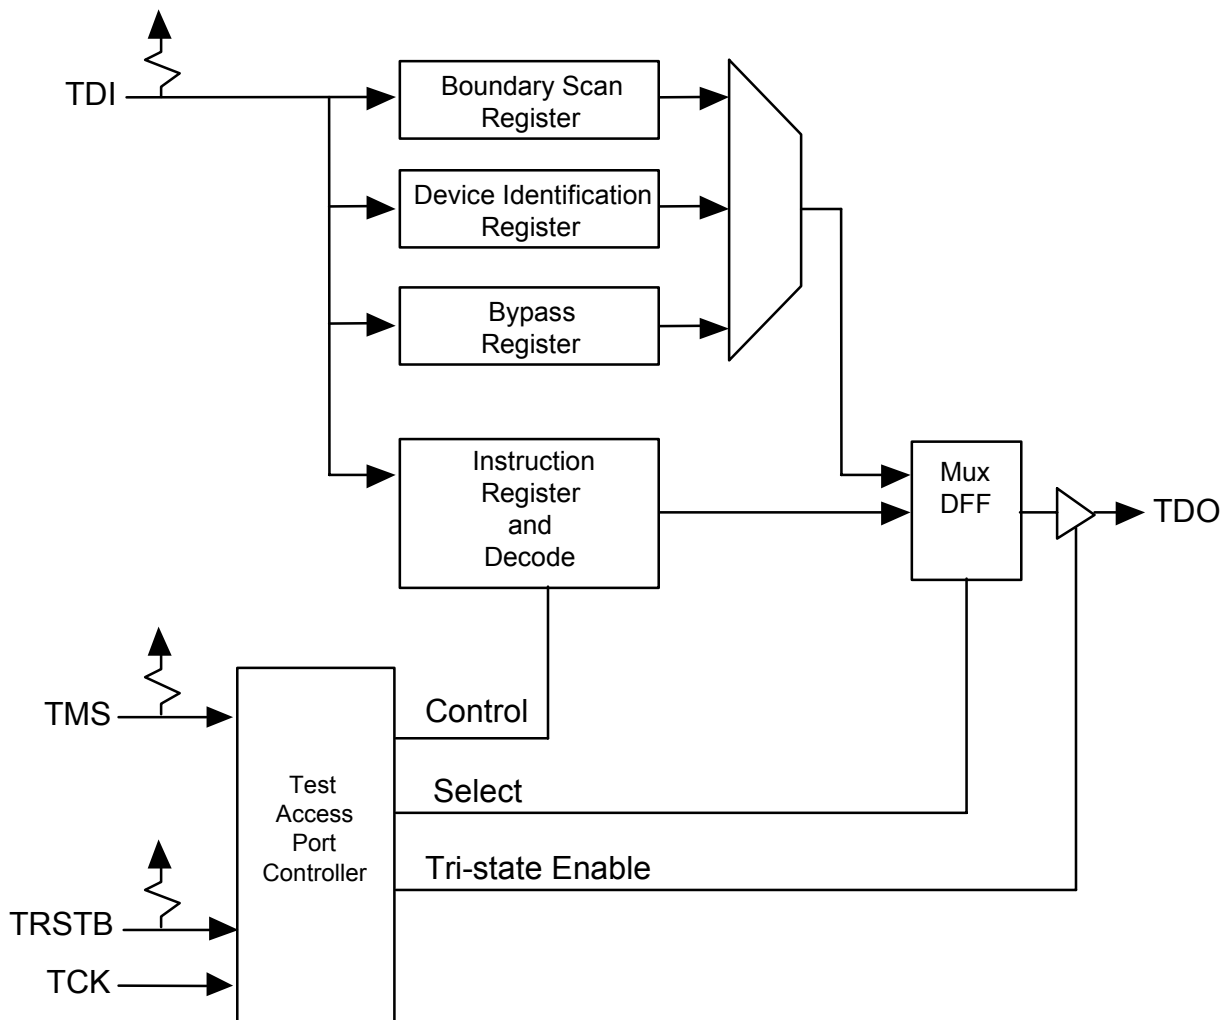 TDI
Boundary Scan
Register
Device Identification
Register
Bypass
Register
Instruction
Register
and
Decode
Mux
DFF
TDO
TMS
Control
Test
Access
Port
Controller
Select
Tri-state Enable
TRSTB
TCK